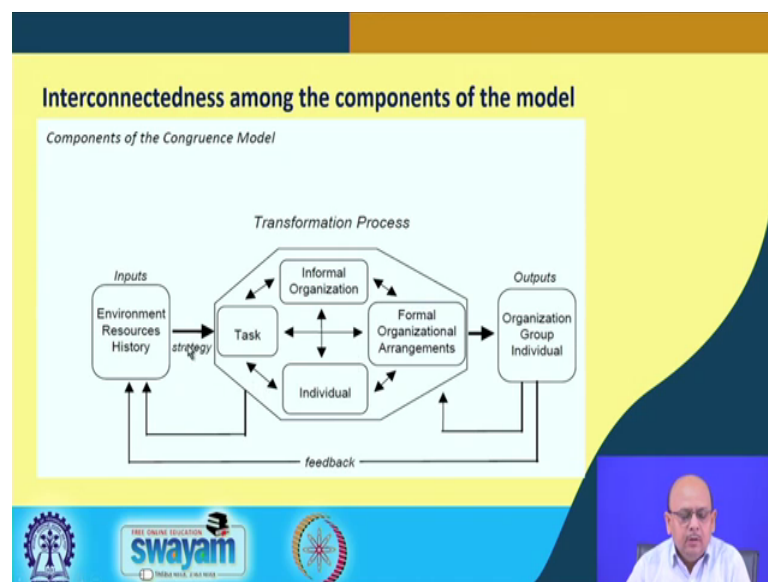 Interconnectedness among the components of the model
Components of the Congruence Model
Transformation Process
Inputs
Environment
Resources
History
strategy
Task
Informal
Organization
Individual
Formal
Organizational
Arrangements
Outputs
Organization
Group
Individual
feedback
FREE ONLINE EDUCATION
swayam